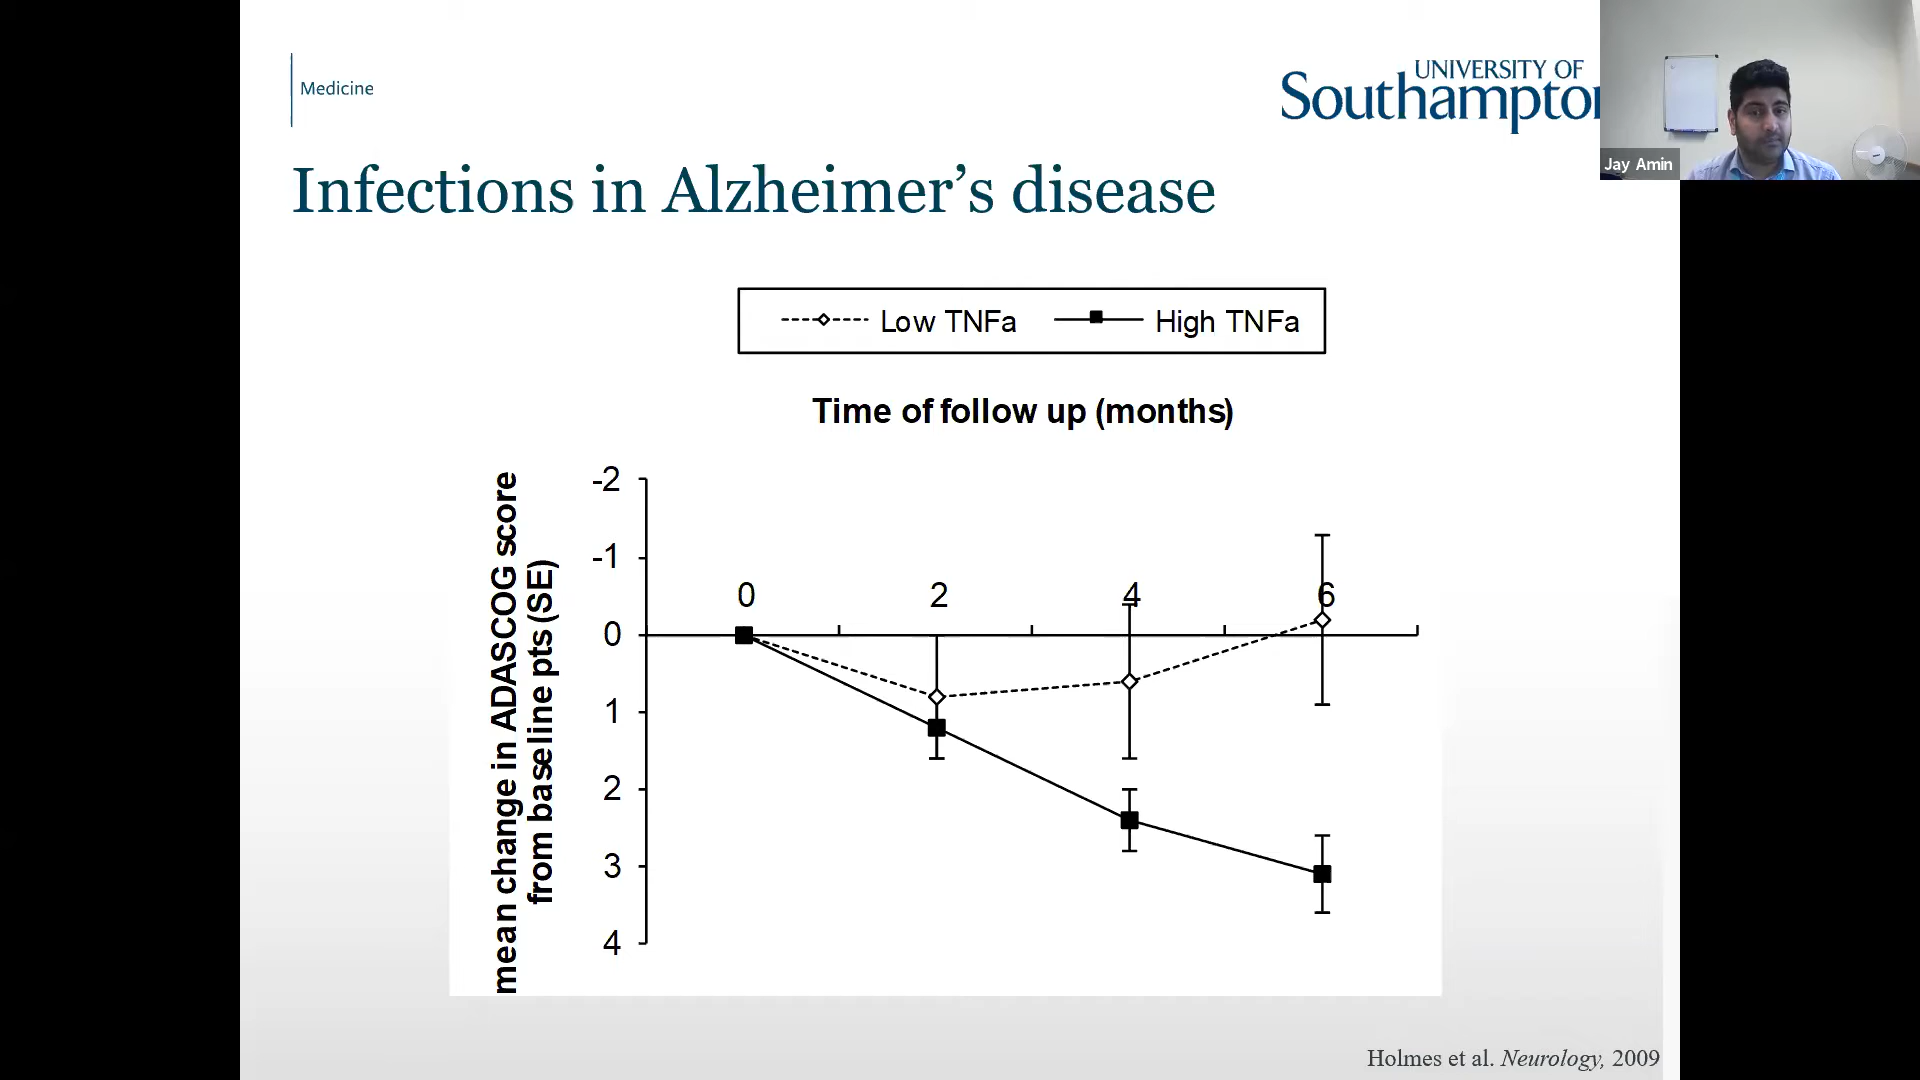 Medicine
UNIVERSITY OF
Southampton
Jay Amin
Infections in Alzheimer’s disease
Low TNFa High TNFa
Time of follow up (months)
mean change in ADASCOG score
from baseline pts (SE)
-2
-1
0 2 4 6
0
1
2
3
4
Holmes et al. Neurology, 2009